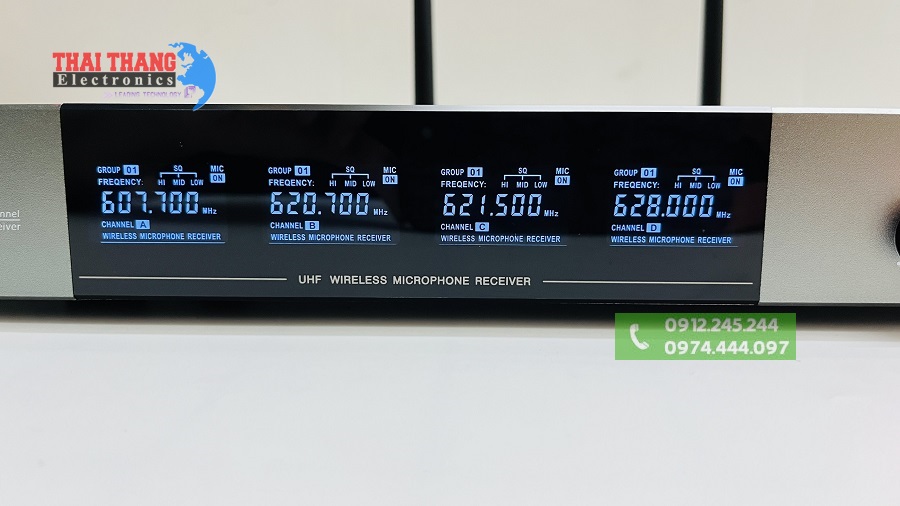 THAI THANG
Electronics
LEADING TECHNOLOGY
GROUP 01
SQ
MIC
ON
FREQENCY:
HI MID LOW
607.700 MHz
CHANNEL A
WIRELESS MICROPHONE RECEIVER
GROUP 01
SQ
MIC
ON
FREQENCY:
HI MID LOW
620.700 MHz
CHANNEL B
WIRELESS MICROPHONE RECEIVER
GROUP 01
SQ
MIC
ON
FREQENCY:
HI MID LOW
621.500 MHz
CHANNEL C
WIRELESS MICROPHONE RECEIVER
GROUP 01
SQ
MIC
ON
FREQENCY:
HI MID LOW
628.000 MHz
CHANNEL D
WIRELESS MICROPHONE RECEIVER
UHF WIRELESS MICROPHONE RECEIVER
0912.245.244
0974.444.097